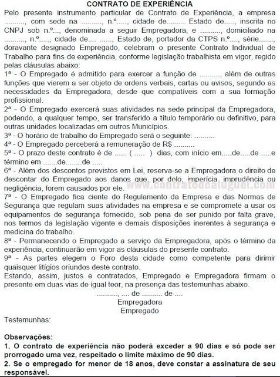 CONTRATO DE EXPERIÊNCIA
Pelo presente instrumento particular de Contrato de Experiência, a empresa
.........., com sede na .........., n.º....., cidade de....... Estado de....., inscrita no
CNPJ sob n.º..., denominada a seguir Empregadora, e .........., domiciliado na
.........., n.º...., cidade de... ...... Estado de, portador da CTPS n.º...., série.......,
doravante designado Empregado, celebram o presente Contrato Individual de
Trabalho para fins de experiência, conforme legislação trabalhista em vigor, regido
pelas cláusulas abaixo:
1ª - O Empregado é admitido para exercer a função de ....... além de outras
funções que vierem a ser objeto de ordens verbais, cartas ou avisos, segundo as
necessidades da Empregadora, desde que compatíveis com a sua formação
profissional,
2ª - O Empregado exercerá suas atividades na sede principal da Empregadora,
podendo, a qualquer tempo, ser transferido a título temporário ou definitivo, para
outras unidades localizadas em outros Municípios.
3ª - O horário de trabalho do Empregado será o seguinte: ..........
4ª - O Empregado perceberá a remuneração de R$ ..........
5ª - O prazo deste contrato é de ..... ( ..... ) dias, com início em....de....de ....e
término em ......de.......de .....
6ª - Além dos descontos previstos em Lei, reserva-se a Empregadora o direito de
descontar do Empregado aos danos que, por dolo, imperícia, imprudência ou
negligência, forem causados por ele.
7ª - O Empregado fica ciente do Regulamento da Empresa e das Normas de
Segurança que regulam suas atividades na empresa e se compromete a usar os
equipamentos de segurança fornecido, sob pena de ser punido por falta grave,
nos termos da legislação vigente e demais disposições inerentes à segurança e
medicina do trabalho.
8ª - Permanecendo o Empregado a serviço da Empregadora, após o término da
experiência, continuarão em vigor as cláusulas do presente contrato.
9ª - As partes elegem o Foro desta cidade como competente para dirimir
quaisquer litígios oriundos deste contrato.
Estando, assim, justos e contratados, Empregado e Empregadora firmam o
presente em duas vias de igual teor, na presença das testemunhas abaixo.
.........., .... de .......... de ....
Empregadora
Empregado
Testemunhas:
Observações:
1. O contrato de experiência não poderá exceder a 90 dias e só pode ser
prorrogado uma vez, respeitado o limite máximo de 90 dias.
2. Se o empregado for menor de 18 anos, deve constar a assinatura de seu
responsável.